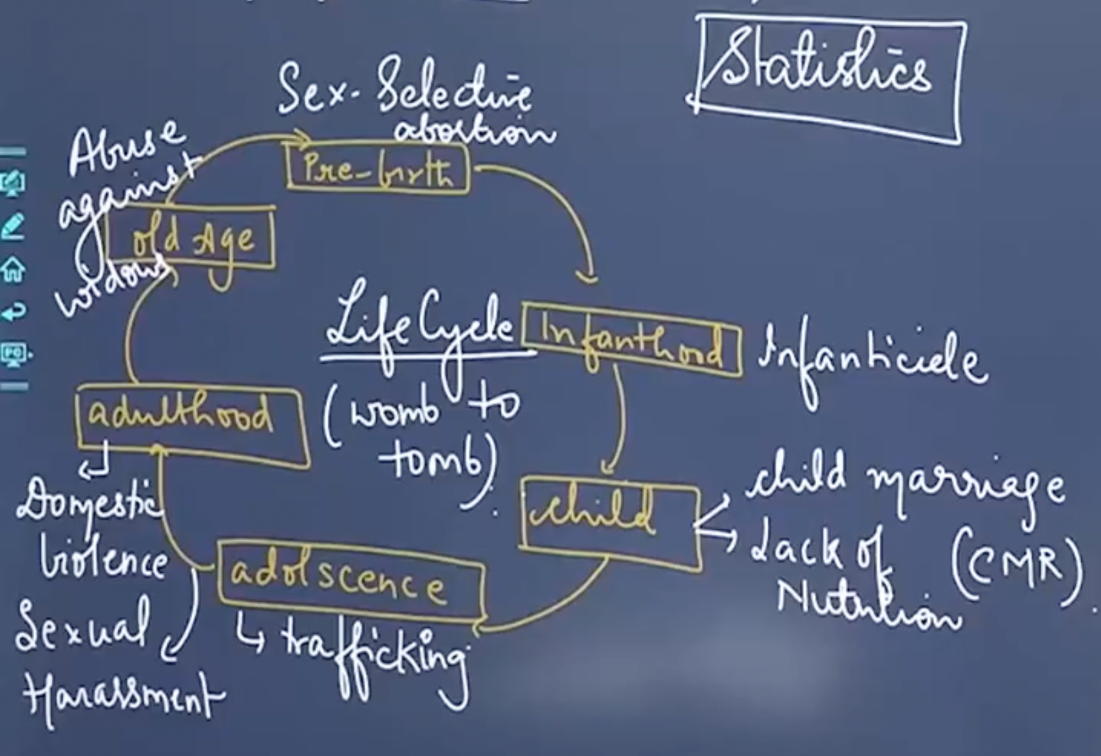 Statistics
Sex-Selective
abortion
Pre-birth
Abuse
against
old Age
widows
Life Cycle
(womb to
tomb).
Infanthood
Infanticide
adulthood
child
child marriage
Lack of
Nutrition
(CMR).
Domestic
Violence
adolscence
Sexual
Harassment
trafficking